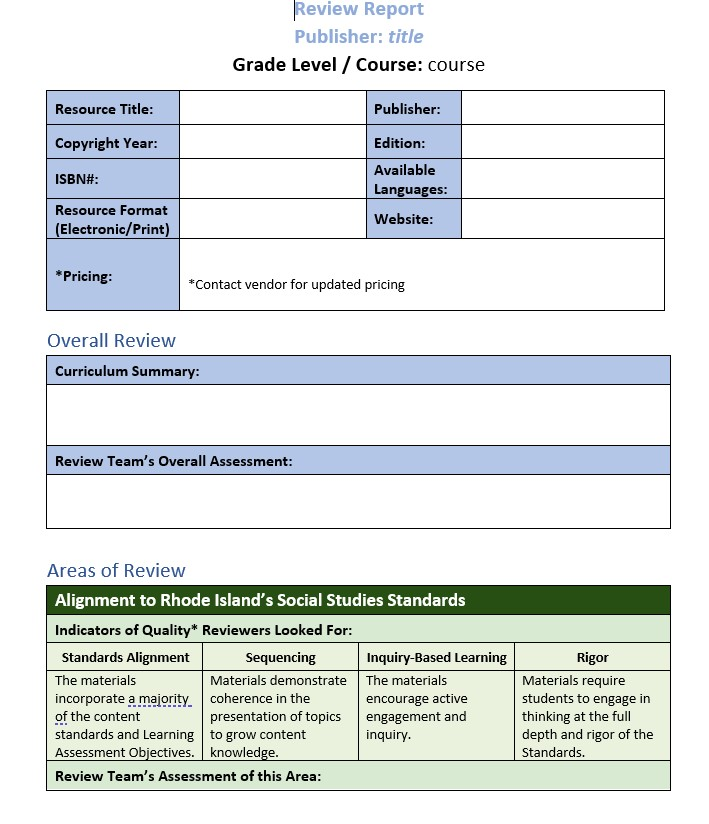 Review Report
Publisher: title
Grade Level / Course: course
Resource Title:
Publisher:
Copyright Year:
Edition:
ISBN#:
Available
Languages:
Resource Format
(Electronic/Print)
Website:
*Pricing:
*Contact vendor for updated pricing
Overall Review
Curriculum Summary:
Review Team’s Overall Assessment:
Areas of Review
Alignment to Rhode Island’s Social Studies Standards
Indicators of Quality* Reviewers Looked For:
Standards Alignment
The materials
incorporate a majority
of the content
standards and Learning
Assessment Objectives.
Sequencing
Materials demonstrate
coherence in the
presentation of topics
to grow content
knowledge.
Inquiry-Based Learning
The materials
encourage active
engagement and
inquiry.
Rigor
Materials require
students to engage in
thinking at the full
depth and rigor of the
Standards.
Review Team’s Assessment of this Area: